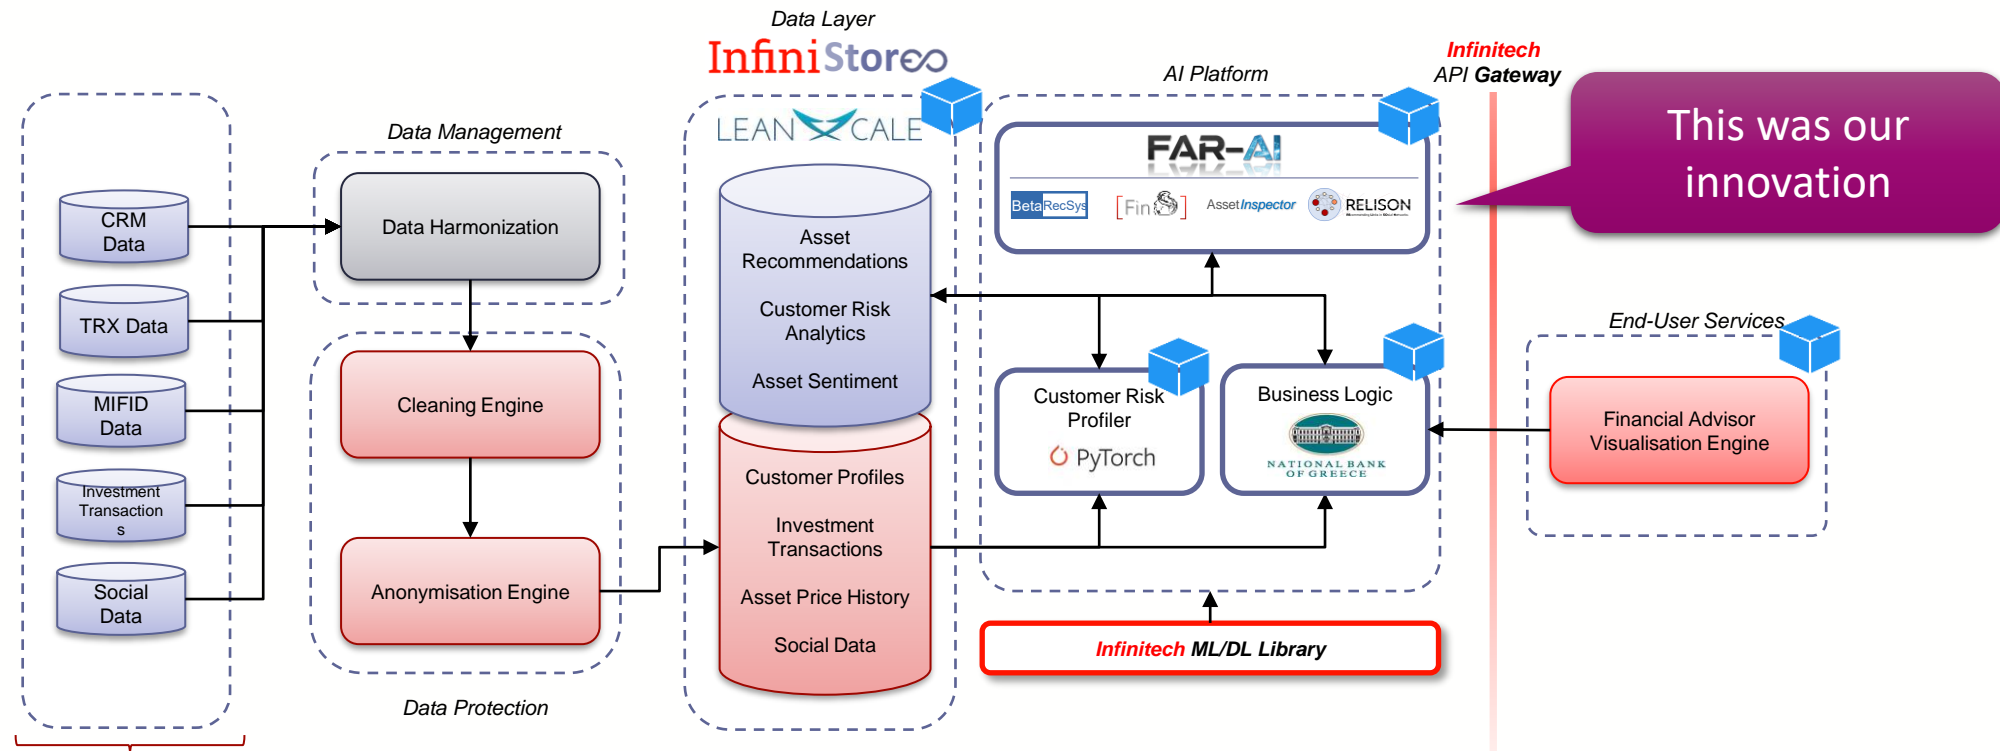 Data Layer
InfiniStore
LEANXCALE
AI Platform
Infinitech
API Gateway
This was our
innovation
Data Management
FAR-AI
BetaRecSys
[Fin]
AssetInspector
RELISON
CRM
Data
Data Harmonization
TRX Data
MIFID
Data
Investment
Transaction
s
Social
Data
Cleaning Engine
Anonymisation Engine
Data Protection
Asset
Recommendations
Customer Risk
Analytics
Asset Sentiment
Customer Profiles
Investment
Transactions
Asset Price History
Social Data
Customer Risk
Profiler
PyTorch
Business Logic
NATIONAL BANK
OF GREECE
Infinitech ML/DL Library
End-User Services
Financial Advisor
Visualisation Engine